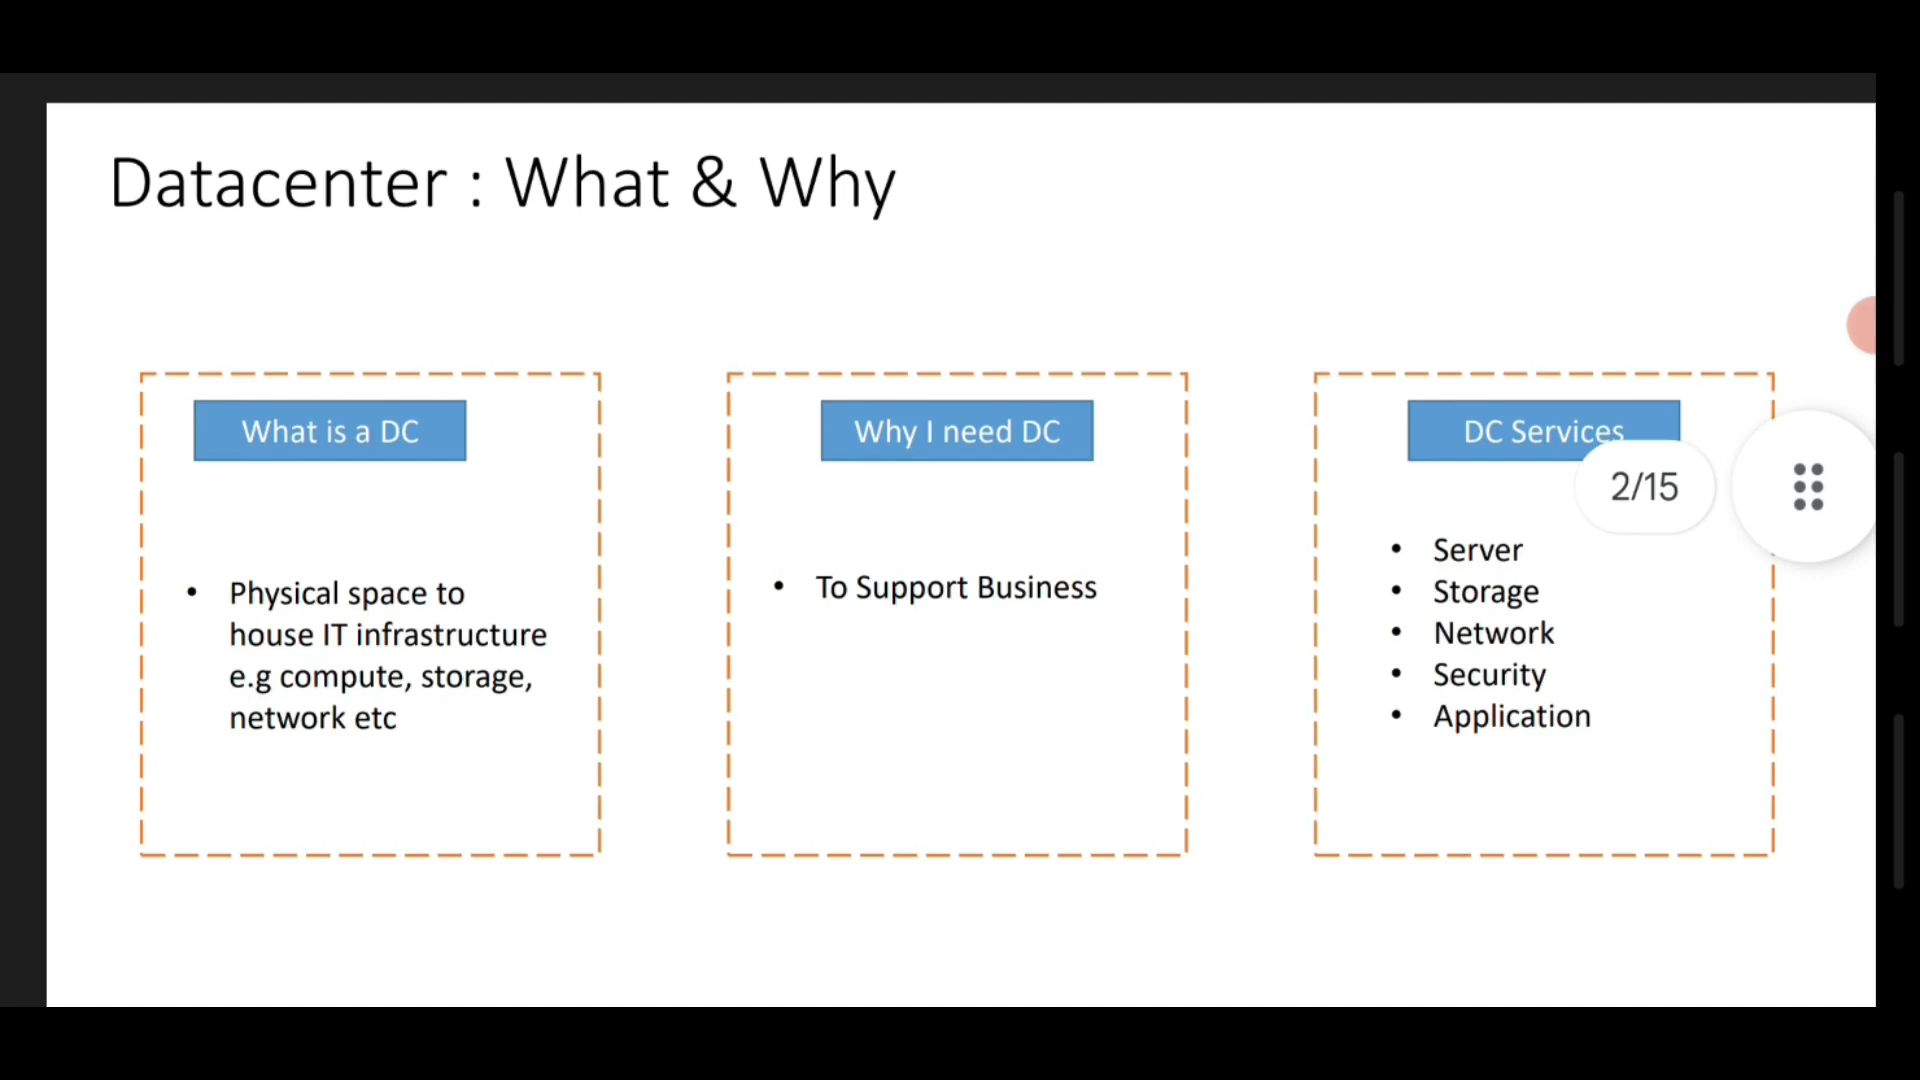 Datacenter : What & Why
What is a DC
• Physical space to
house IT infrastructure
e.g compute, storage,
network etc
Why I need DC
• To Support Business
DC Services
2/15
• Server
• Storage
• Network
• Security
• Application